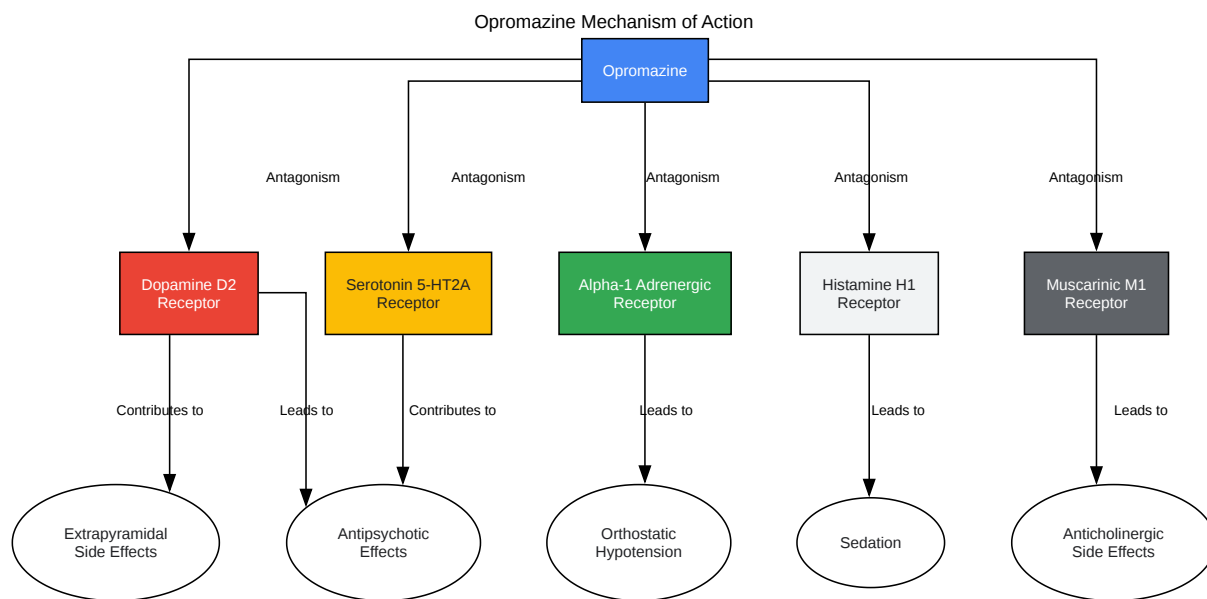 Opromazine Mechanism of Action
Opromazine
Antagonism
Antagonism
Antagonism
Antagonism
Antagonism
Dopamine D2
Receptor
Serotonin 5-HT2A
Receptor
Alpha-1 Adrenergic
Receptor
Histamine H1
Receptor
Muscarinic M1
Receptor
Contributes to
Leads to
Contributes to
Leads to
Leads to
Leads to
Extrapyramidal
Side Effects
Antipsychotic
Effects
Orthostatic
Hypotension
Sedation
Anticholinergic
Side Effects